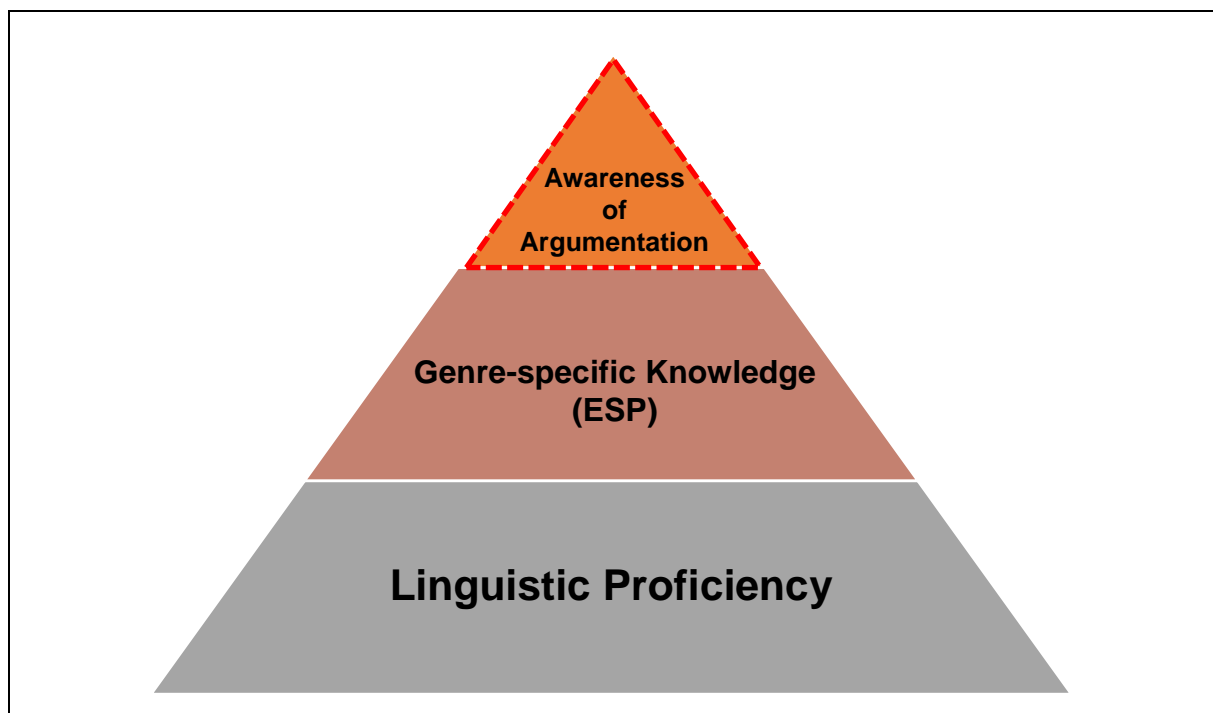 Awareness
of
Argumentation
Genre-specific Knowledge
(ESP)
Linguistic Proficiency